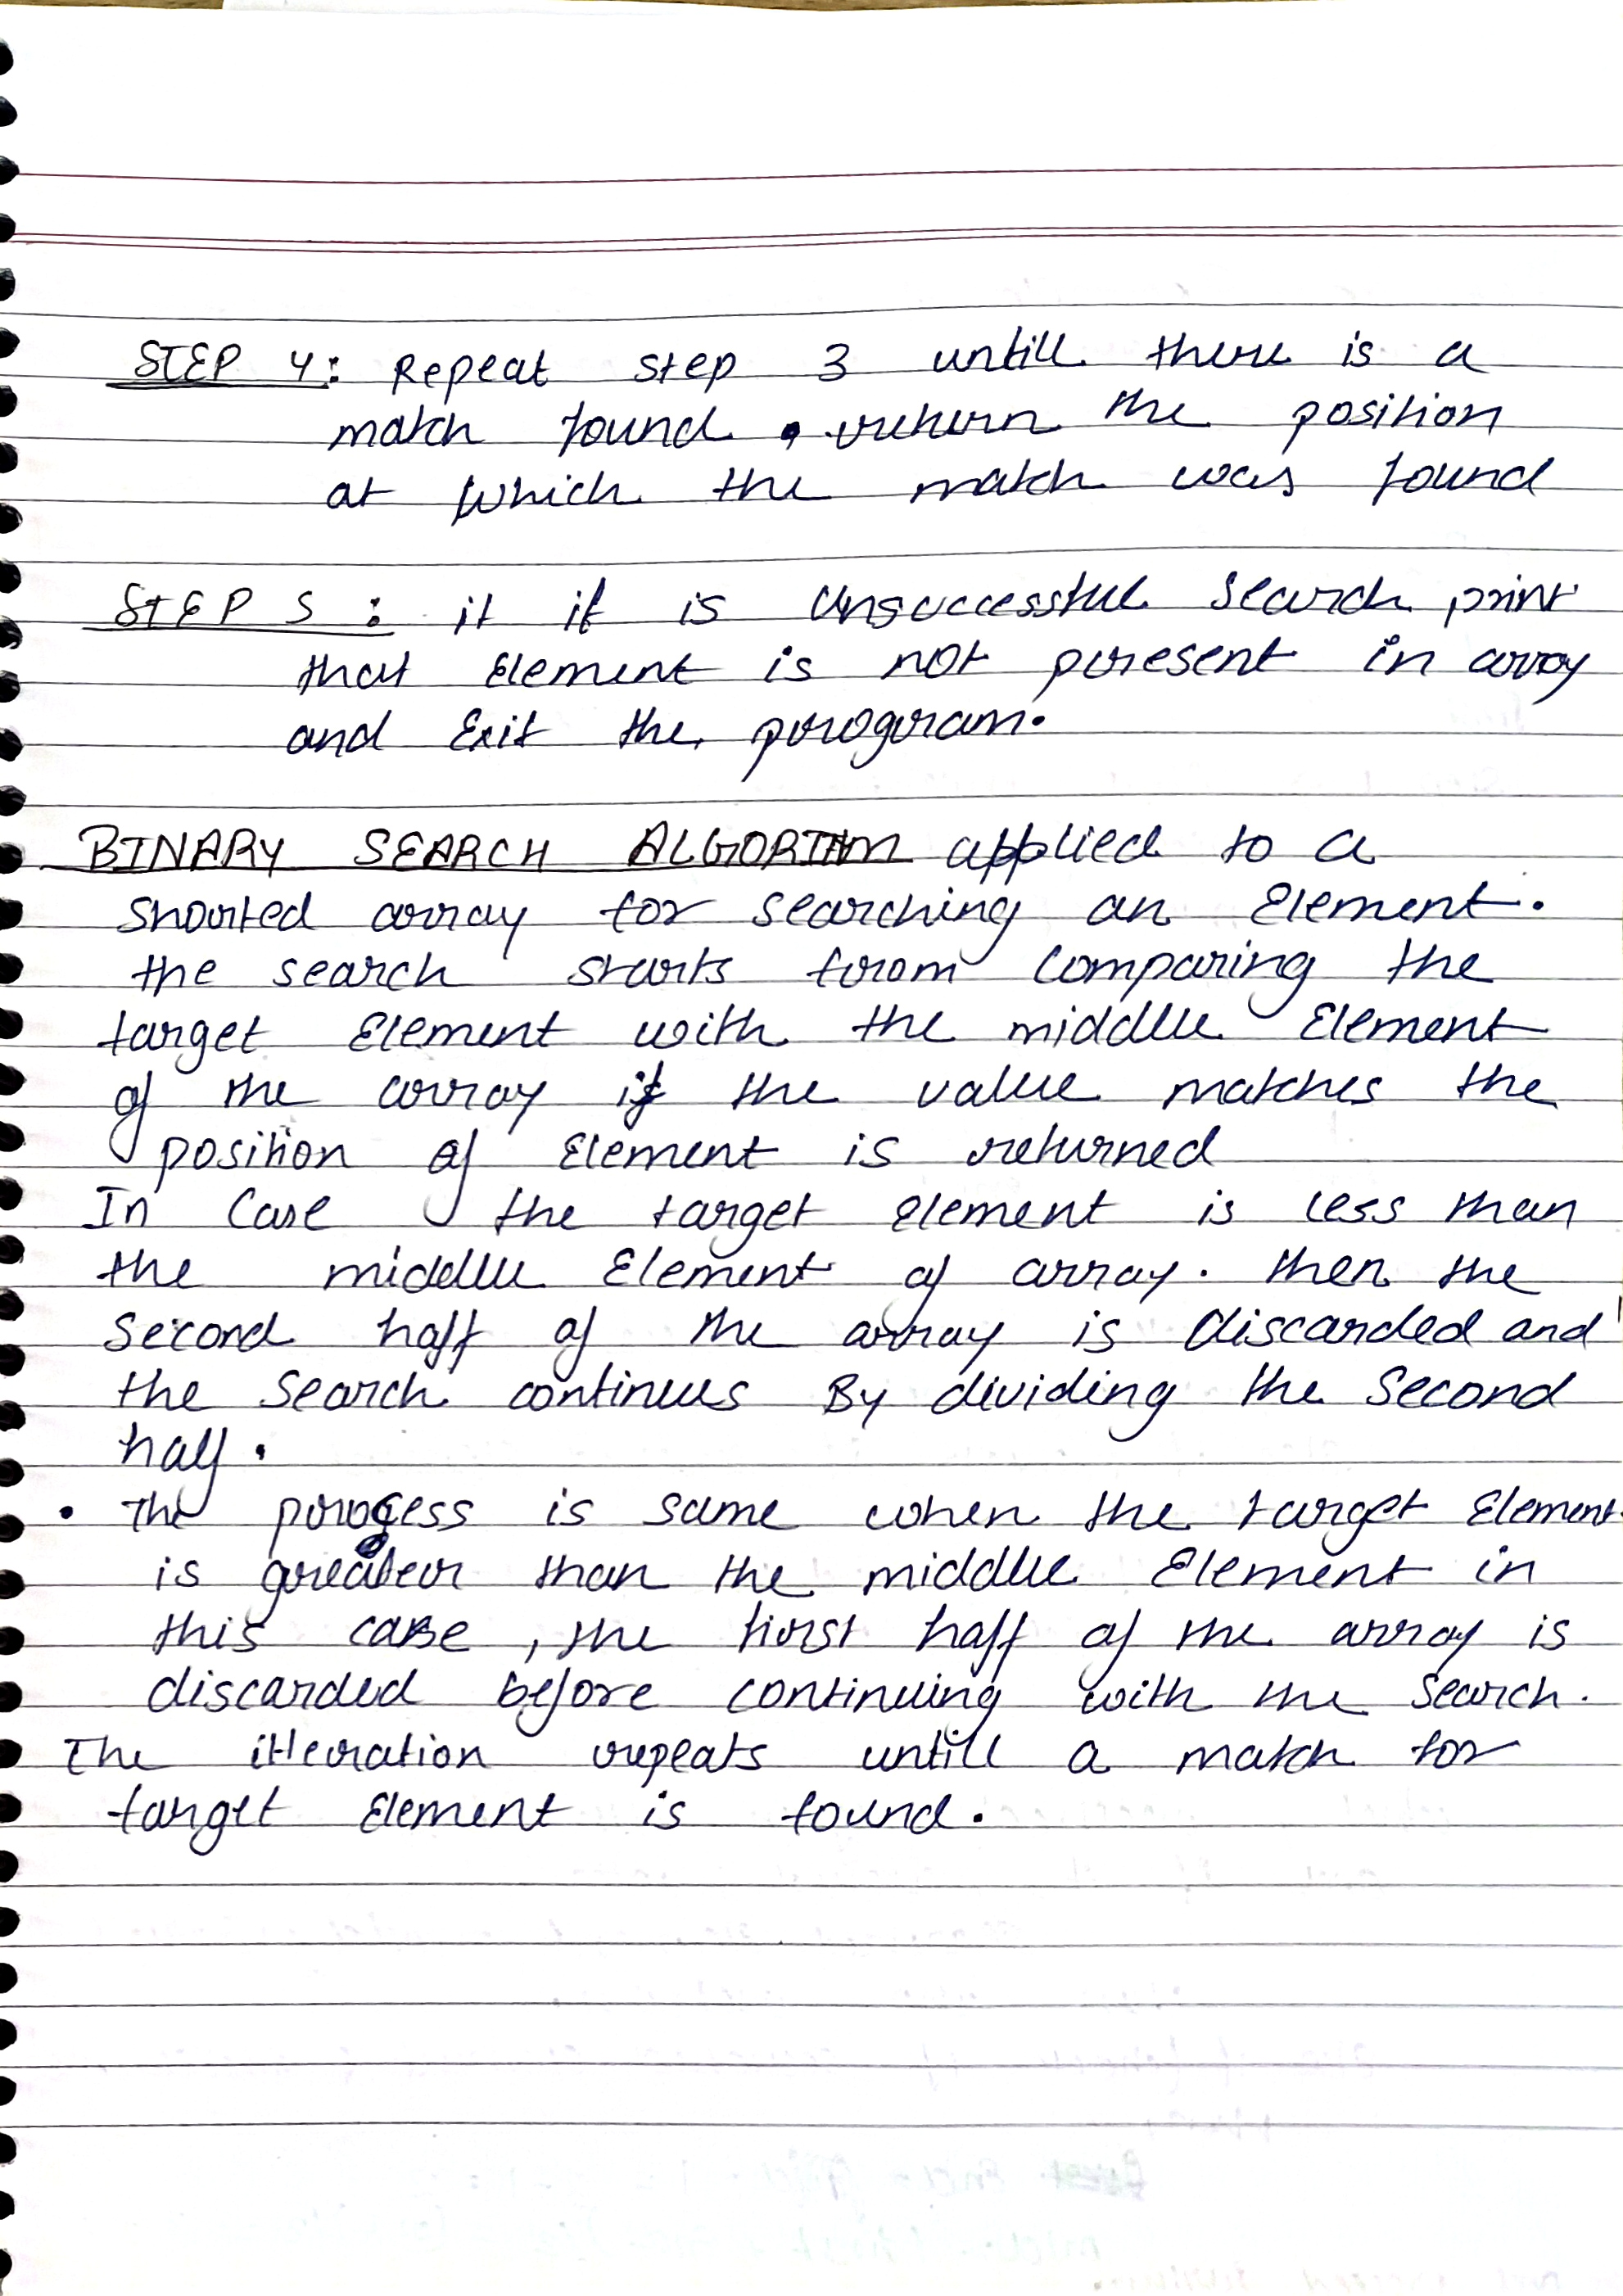 STEP 4: Repeat step 3 untill there is a
match found. return the position
at which the match was found
STEP 5: if it is Unsuccessful Search print
that Element is not present in array
and Exit the program.
BINARY SEARCH ALGORTHM applied to a
Shorted array for searching an Element.
the search starts from comparing the
target Element with the middle Element
of the array if the value matches the
position of Element is returned
In Case the target element is less than
the middle Element of array. then the
Second half of the array is discarded and
the Search continues By dividing the Second
half.
• The process is same when the target Element
is greater than the middle Element in
this case, the first half of the array is
discarded before continuing with the Search.
The itteration repeats untill a match for
target Element is found.